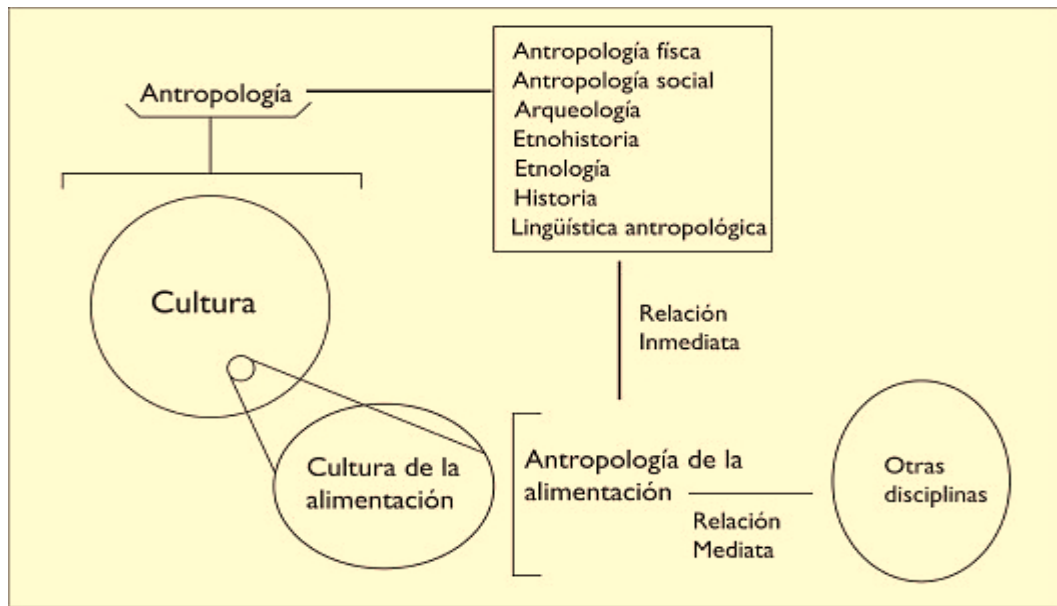 Antropología
Antropología físca
Antropología social
Arqueología
Etnohistoria
Etnología
Historia
Lingüística antropológica
Cultura
Relación
Inmediata
Cultura de la
alimentación
Antropología de la
alimentación
Relación
Mediata
Otras
disciplinas